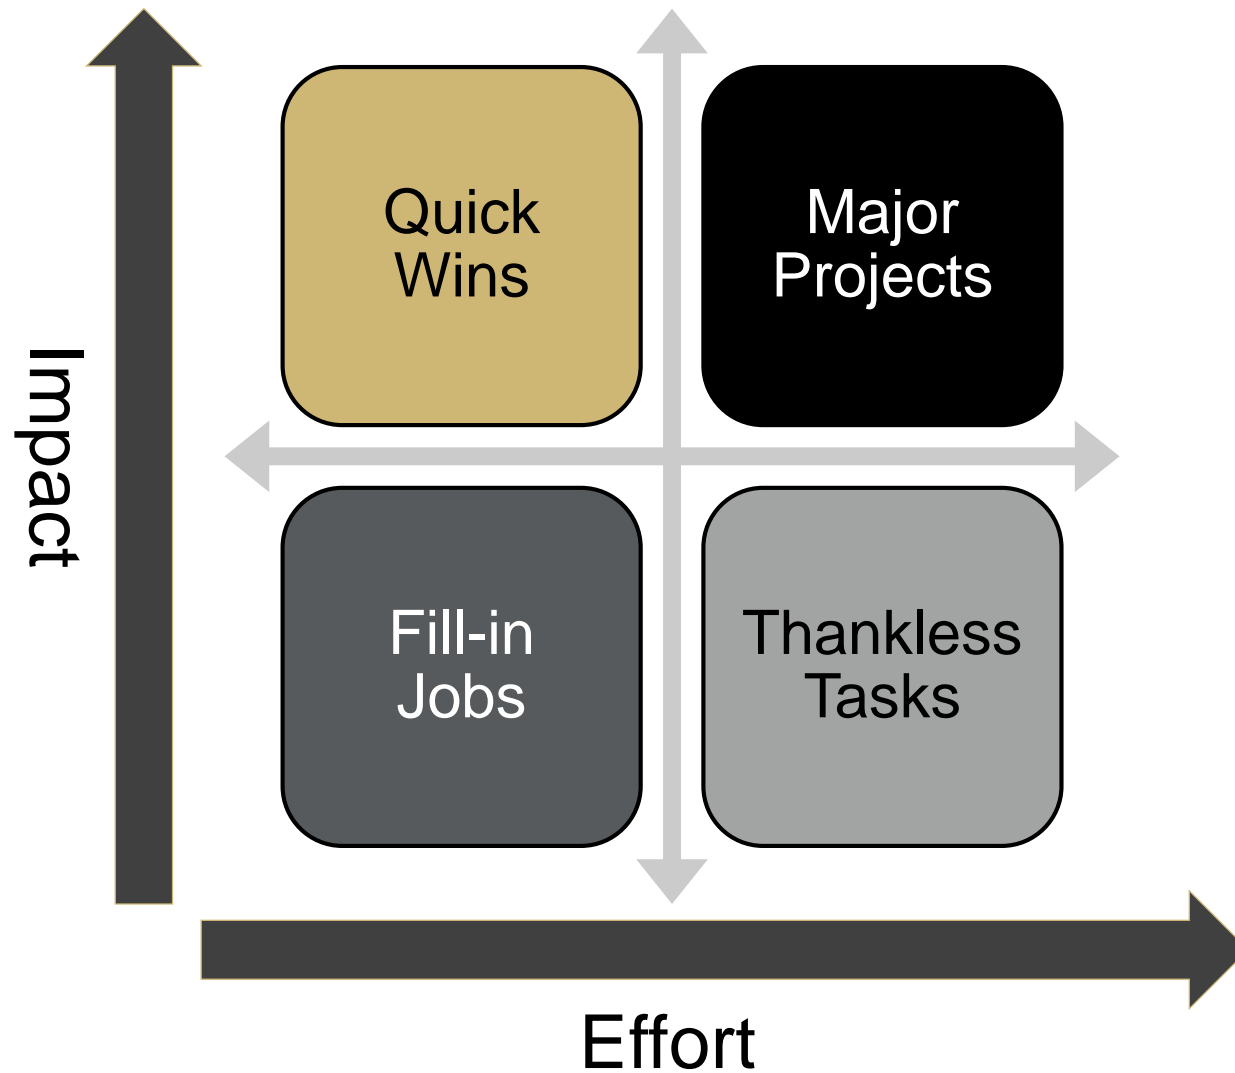 Quick
Wins
Major
Projects
Impact
Fill-in
Jobs
Thankless
Tasks
Effort